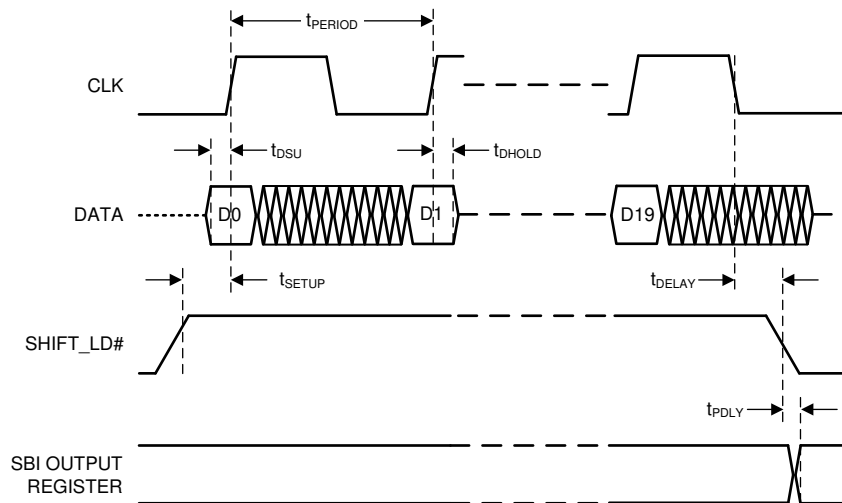 tPERIOD
CLK
tDSU
tDHOLD
DATA
D0
D1
D19
tSETUP
tDELAY
SHIFT_LD#
tPDLY
SBI OUTPUT
REGISTER